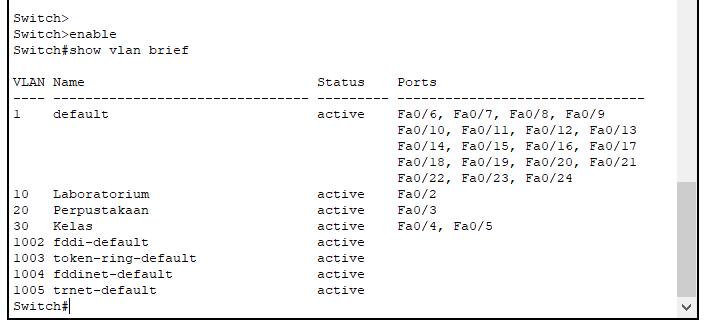 Switch>
Switch>enable
Switch#show vlan brief

VLAN Name                             Status    Ports
---- -------------------------------- --------- -------------------------------
1    default                          active    Fa0/6, Fa0/7, Fa0/8, Fa0/9
                                                Fa0/10, Fa0/11, Fa0/12, Fa0/13
                                                Fa0/14, Fa0/15, Fa0/16, Fa0/17
                                                Fa0/18, Fa0/19, Fa0/20, Fa0/21
                                                Fa0/22, Fa0/23, Fa0/24
10   Laboratorium                     active    Fa0/2
20   Perpustakaan                     active    Fa0/3
30   Kelas                            active    Fa0/4, Fa0/5
1002 fddi-default                     active
1003 token-ring-default               active
1004 fddinet-default                  active
1005 trnet-default                    active
Switch#